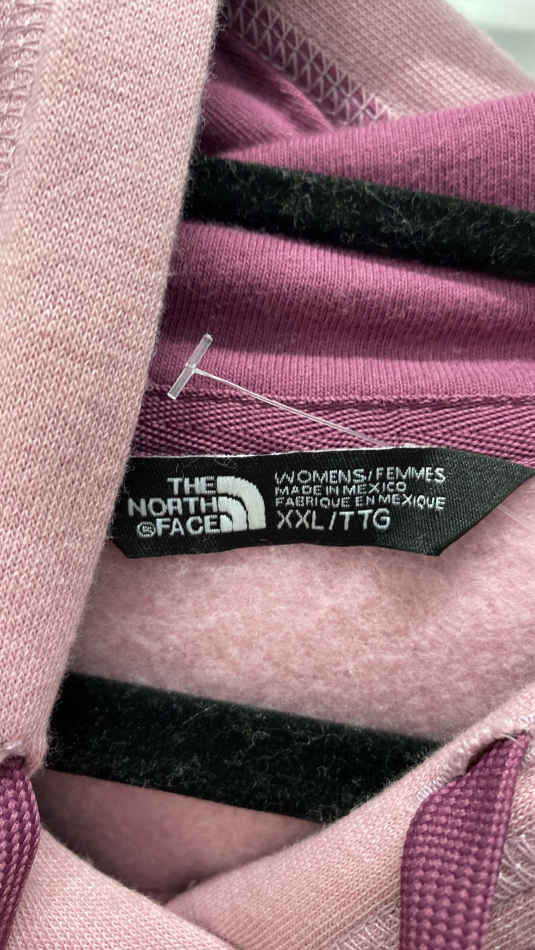 THE
NORTH
®FACE
WOMENS/FEMMES
MADE IN MEXICO
FABRIQUE EN MEXIQUE
XXL/TTG